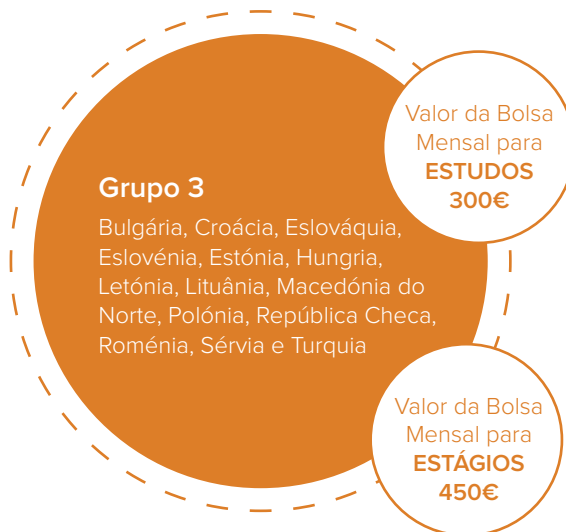 Valor da Bolsa
Mensal para
ESTUDOS
300€
Grupo 3
Bulgária, Croácia, Eslováquia,
Eslovénia, Estónia, Hungria,
Letónia, Lituânia, Macedónia do
Norte, Polónia, República Checa,
Roménia, Sérvia e Turquia
Valor da Bolsa
Mensal para
ESTÁGIOS
450€